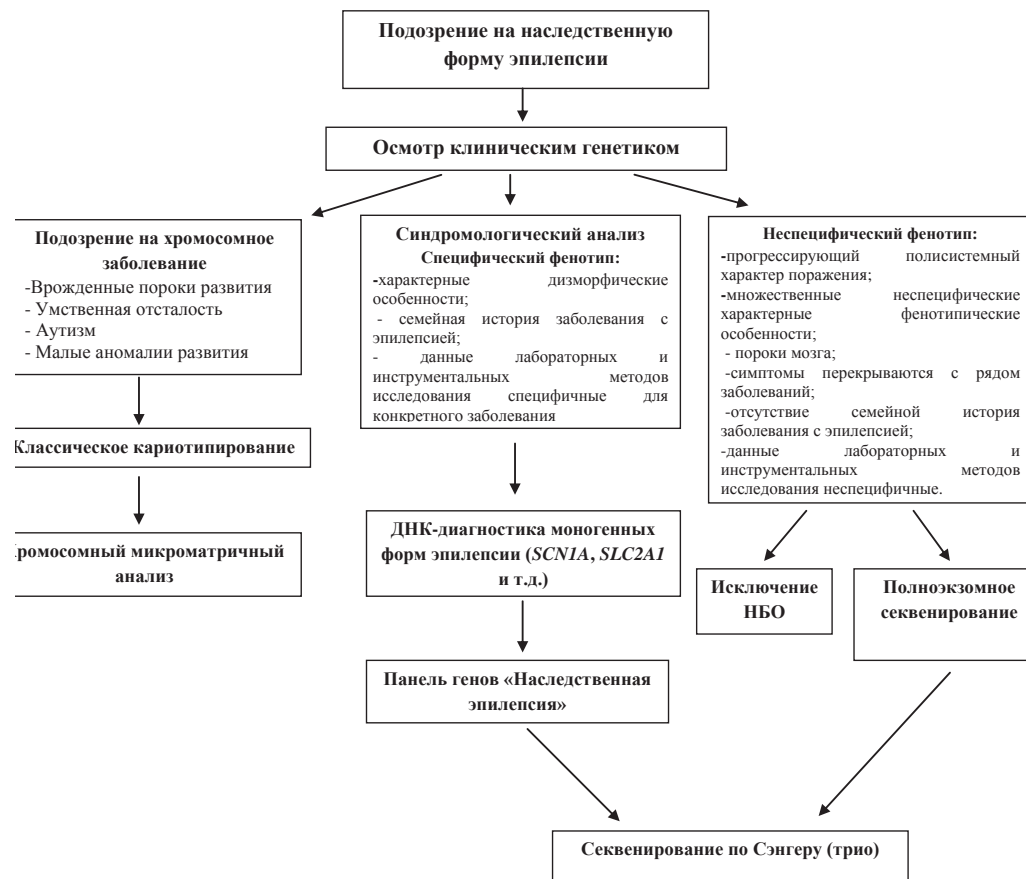 Подозрение на наследственную
форму эпилепсии
Осмотр клиническим генетиком
Подозрение на хромосомное
заболевание
-Врожденные пороки развития
- Умственная отсталость
- Аутизм
- Малые аномалии развития
Классическое кариотипирование
Хромосомный микроматричный
анализ
Синдромологический анализ
Специфический фенотип:
-характерные дизморфические
особенности;
- семейная история заболевания с
эпилепсией;
- данные лабораторных и
инструментальных методов
исследования специфичные для
конкретного заболевания
ДНК-диагностика моногенных
форм эпилепсии (SCN1A, SLC2A1
и т.д.)
Панель генов «Наследственная
эпилепсия»
Неспецифический фенотип:
-прогрессирующий полисистемный
характер поражения;
-множественные неспецифические
характерные фенотипические
особенности;
- пороки мозга;
-симптомы перекрываются с рядом
заболеваний;
-отсутствие семейной история
заболевания с эпилепсией;
-данные лабораторных и
инструментальных методов
исследования неспецифичные.
Исключение
НБО
Полноэкзомное
секвенирование
Секвенирование по Сэнгеру (трио)